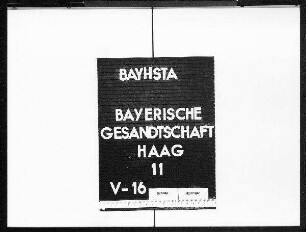 BAYHSTA
BAYERISCHE
GESANDTSCHAFT
HAAG
11
V-16